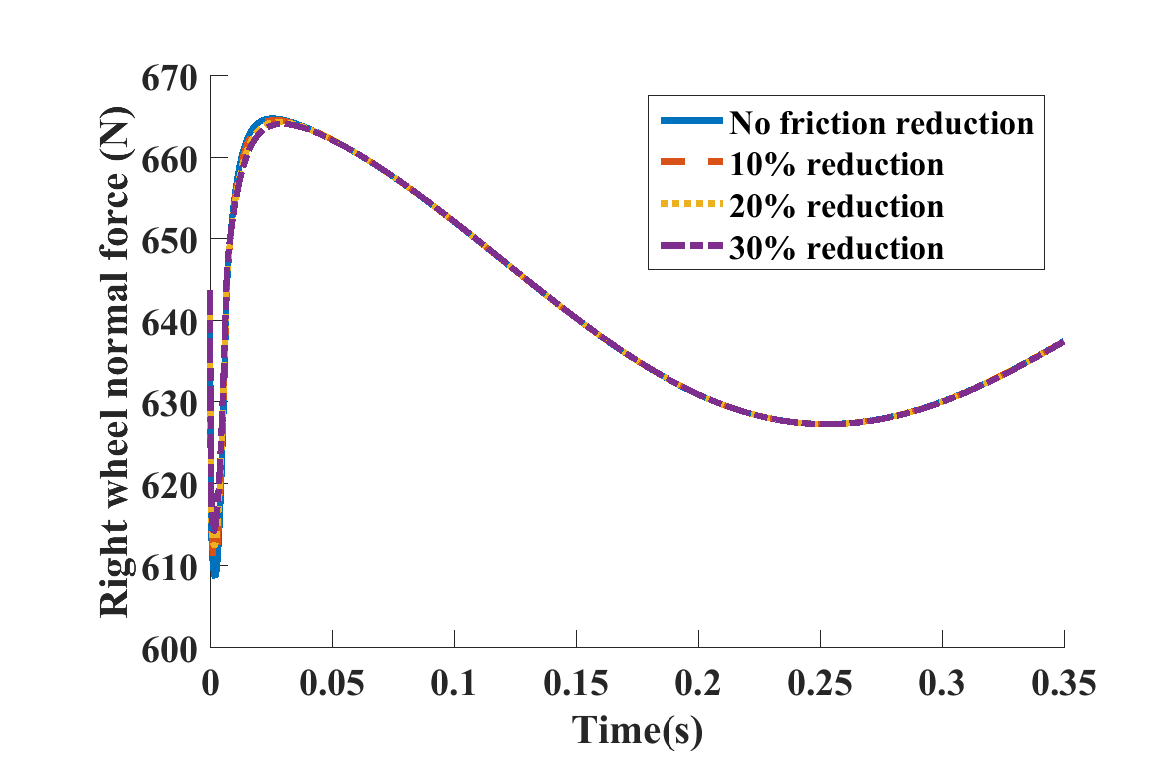 Right wheel normal force (N)
670
660
650
640
630
620
610
600
0 0.05 0.1 0.15 0.2 0.25 0.3 0.35
Time(s)
No friction reduction
10% reduction
20% reduction
30% reduction